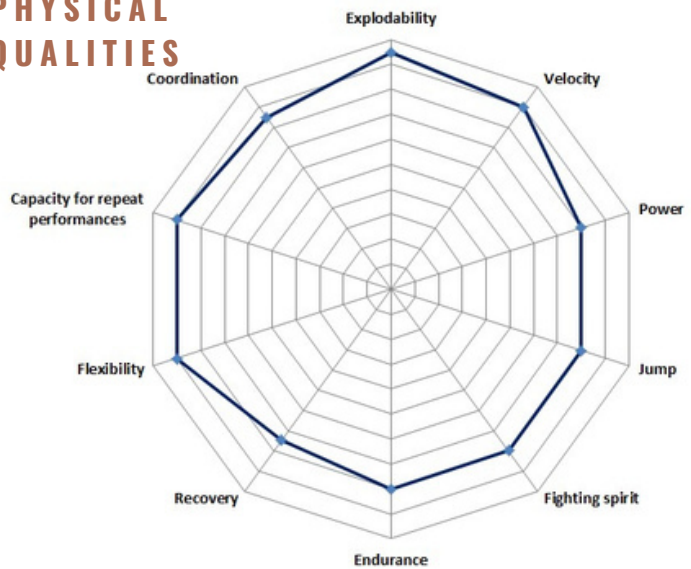 PHYSICAL
QUALITIES
Explodability
Coordination
Velocity
Capacity for repeat
performances
Power
Flexibility
Jump
Recovery
Fighting spirit
Endurance